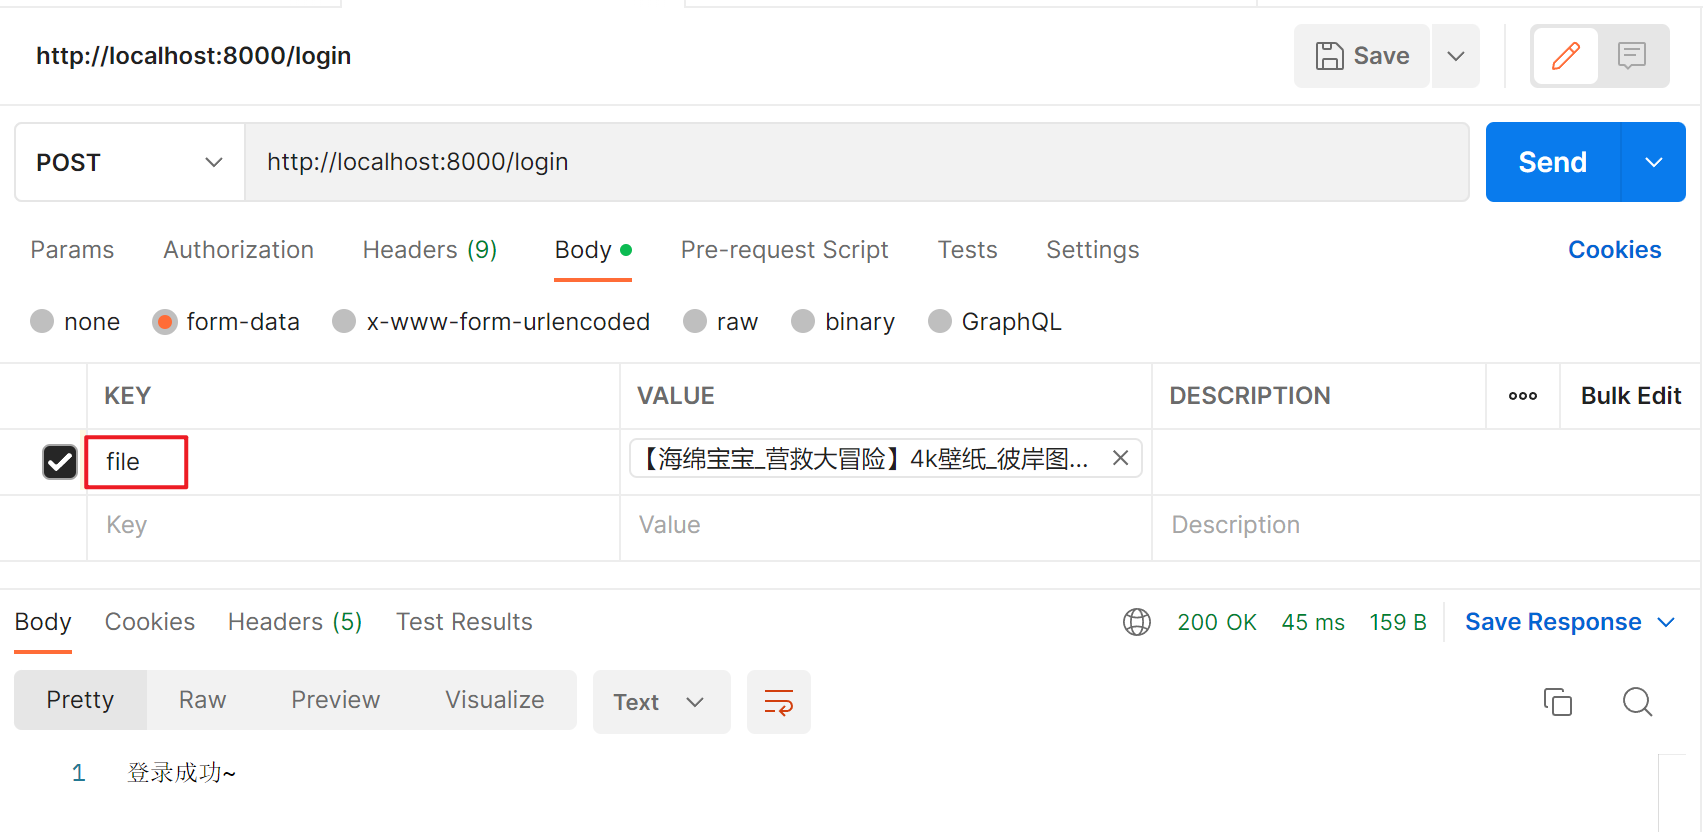 http://localhost:8000/login
Save
POST
http://localhost:8000/login
Send
Params Authorization Headers (9) Body Pre-request Script Tests Settings Cookies
none form-data x-www-form-urlencoded raw binary GraphQL
KEY VALUE DESCRIPTION ooo Bulk Edit
file 【海绵宝宝_营救大冒险】4k壁纸_彼岸图...
Key Value Description
Body Cookies Headers (5) Test Results 200 OK 45 ms 159 B Save Response
Pretty Raw Preview Visualize Text
1 登录成功~